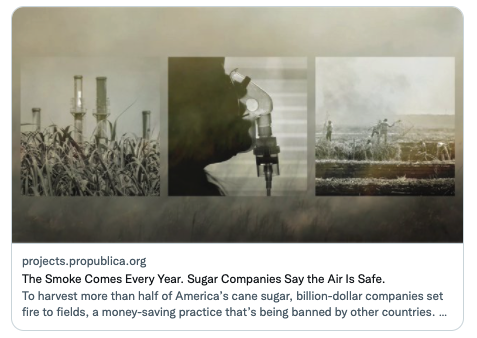 projects.propublica.org
The Smoke Comes Every Year. Sugar Companies Say the Air Is Safe.
To harvest more than half of America's cane sugar, billion-dollar companies set
fire to fields, a money-saving practice that's being banned by other countries. ...